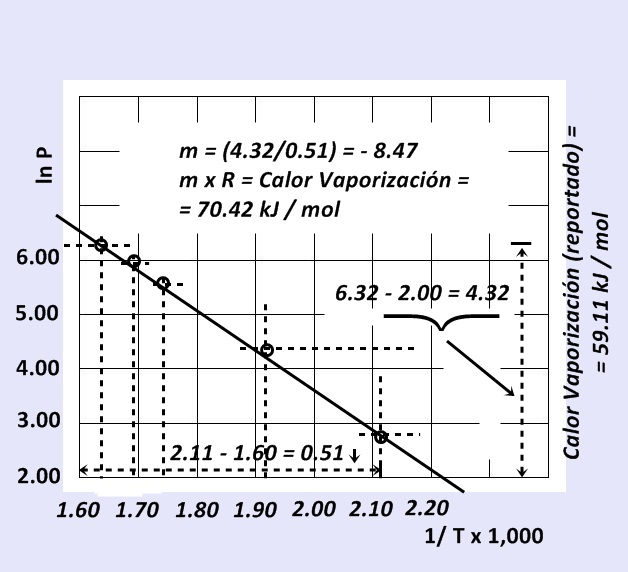 m = (4.32/0.51) = - 8.47
m x R = Calor Vaporización =
= 70.42 kJ / mol
ln P
6.00
5.00
4.00
3.00
2.00
6.32 - 2.00 = 4.32
2.11 - 1.60 = 0.51
1.60 1.70 1.80 1.90 2.00 2.10 2.20
1/ T x 1,000
Calor Vaporización (reportado) =
= 59.11 kJ / mol